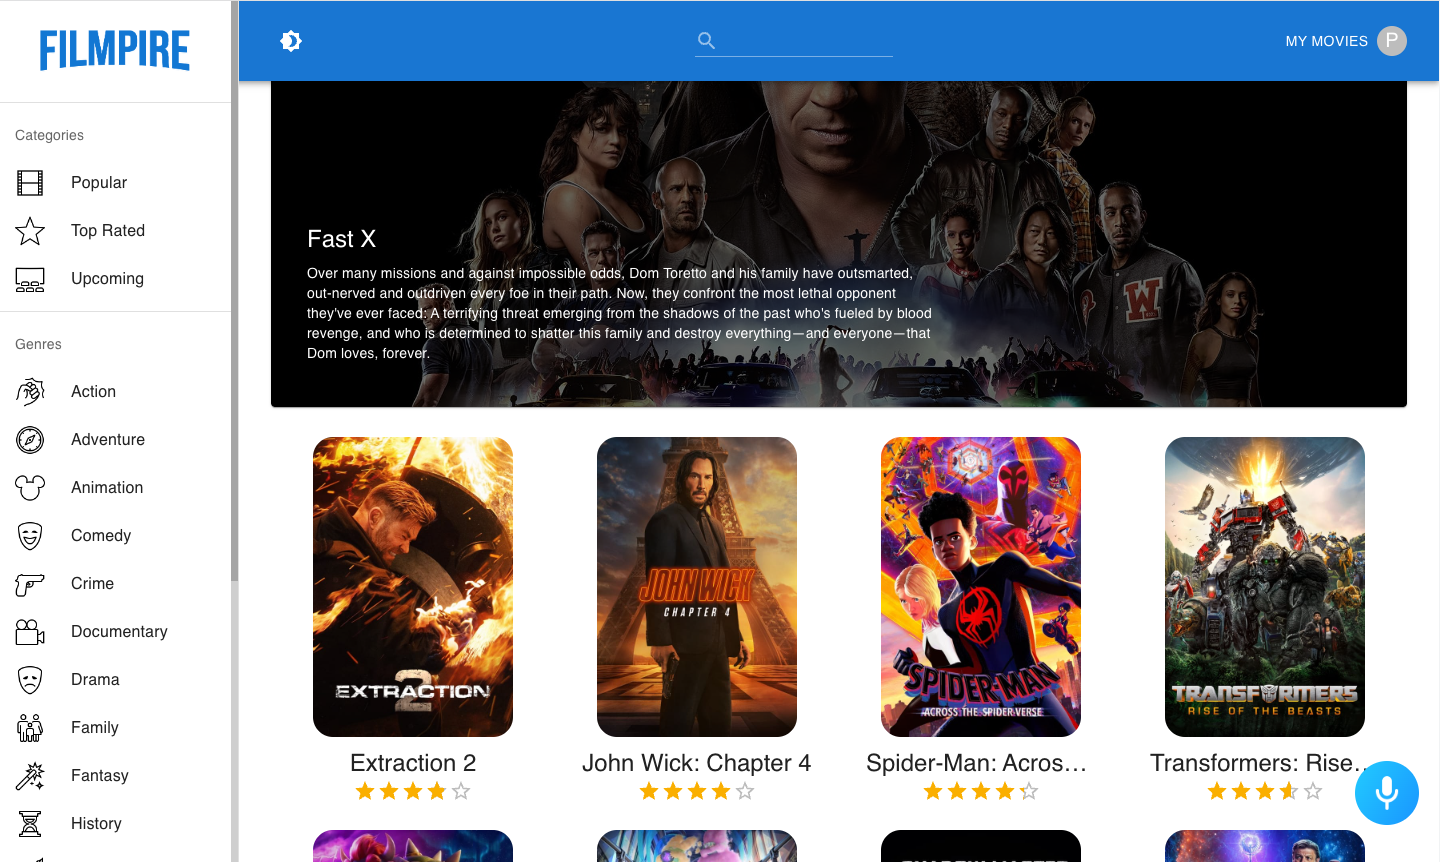 FILMPIRE
MY MOVIES P
Categories
Popular
Top Rated
Upcoming
Genres
Action
Adventure
Animation
Comedy
Crime
Documentary
Drama
Family
Fantasy
History
Fast X
Over many missions and against impossible odds, Dom Toretto and his family have outsmarted,
out-nerved and outdriven every foe in their path. Now, they confront the most lethal opponent
they've ever faced: A terrifying threat emerging from the shadows of the past who's fueled by blood
revenge, and who is determined to shatter this family and destroy everything—and everyone—that
Dom loves, forever.
W
EXTRACTION
2
JOHN WICK
CHAPTER 4
SPIDER-MAN
ACROSS THE SPIDER-VERSE
TRANSFORMERS
RISE OF THE BEASTS
Extraction 2
John Wick: Chapter 4
Spider-Man: Acros…
Transformers: Rise…